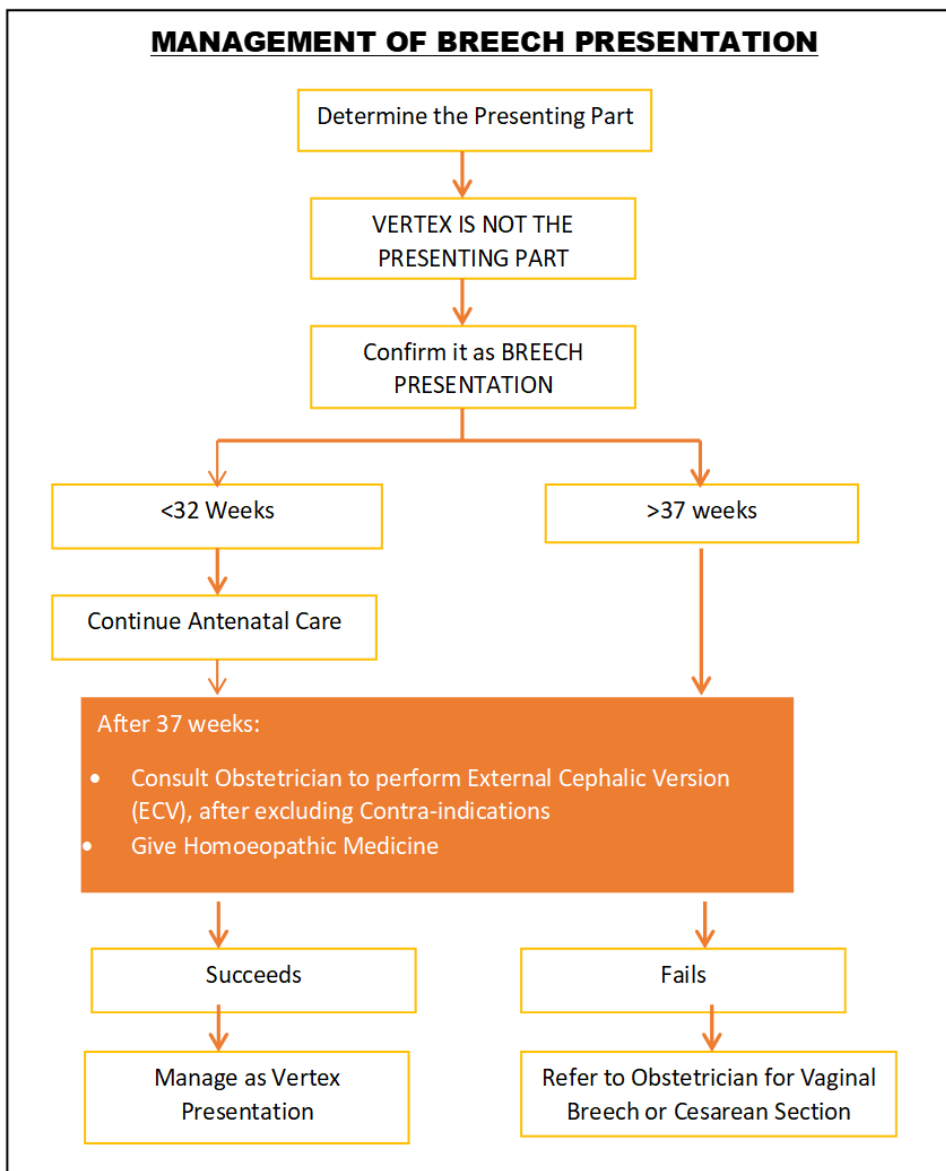 MANAGEMENT OF BREECH PRESENTATION
Determine the Presenting Part
VERTEX IS NOT THE
PRESENTING PART
Confirm it as BREECH
PRESENTATION
<32 Weeks
>37 weeks
Continue Antenatal Care
After 37 weeks:
• Consult Obstetrician to perform External Cephalic Version
(ECV), after excluding Contra-indications
• Give Homoeopathic Medicine
Succeeds
Fails
Manage as Vertex
Presentation
Refer to Obstetrician for Vaginal
Breech or Cesarean Section